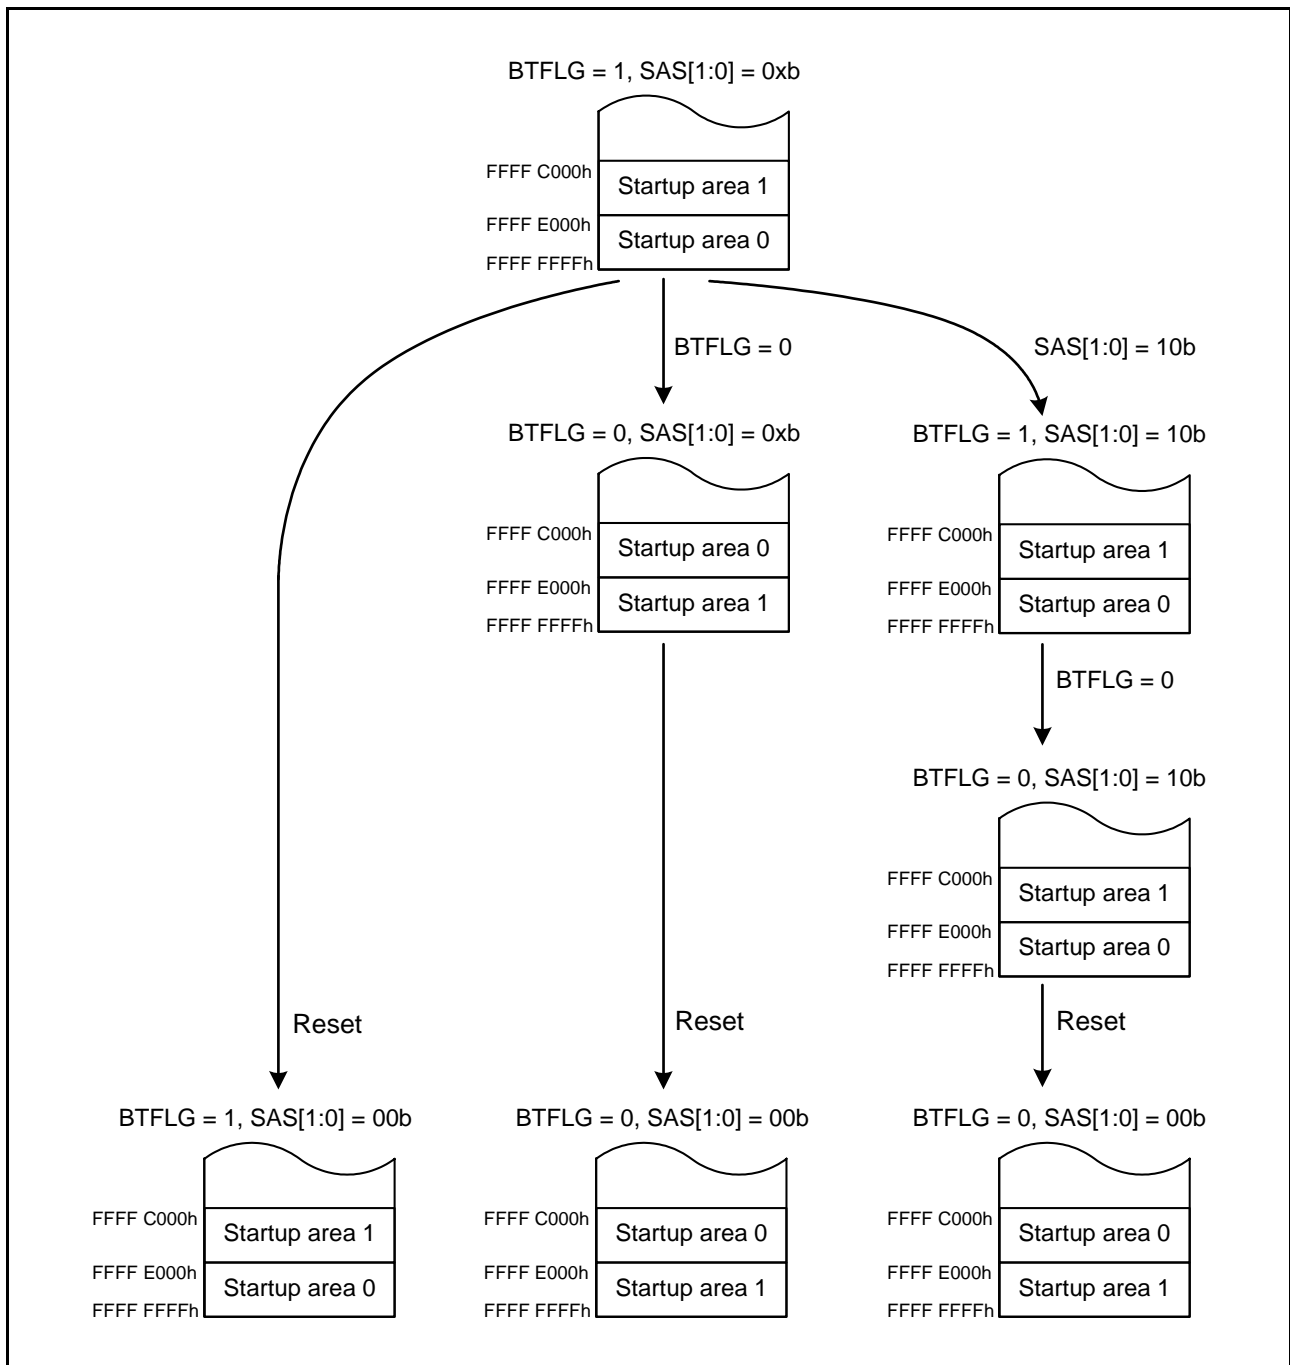 BTFLG = 1, SAS[1:0] = 0xb
FFFF C000h
Startup area 1
FFFF E000h
Startup area 0
FFFF FFFFh
BTFLG = 0
SAS[1:0] = 10b
BTFLG = 0, SAS[1:0] = 0xb
FFFF C000h
Startup area 0
FFFF E000h
Startup area 1
FFFF FFFFh
BTFLG = 1, SAS[1:0] = 10b
FFFF C000h
Startup area 1
FFFF E000h
Startup area 0
FFFF FFFFh
BTFLG = 0
BTFLG = 0, SAS[1:0] = 10b
FFFF C000h
Startup area 1
FFFF E000h
Startup area 0
FFFF FFFFh
Reset
Reset
Reset
BTFLG = 1, SAS[1:0] = 00b
FFFF C000h
Startup area 1
FFFF E000h
Startup area 0
FFFF FFFFh
BTFLG = 0, SAS[1:0] = 00b
FFFF C000h
Startup area 0
FFFF E000h
Startup area 1
FFFF FFFFh
BTFLG = 0, SAS[1:0] = 00b
FFFF C000h
Startup area 0
FFFF E000h
Startup area 1
FFFF FFFFh